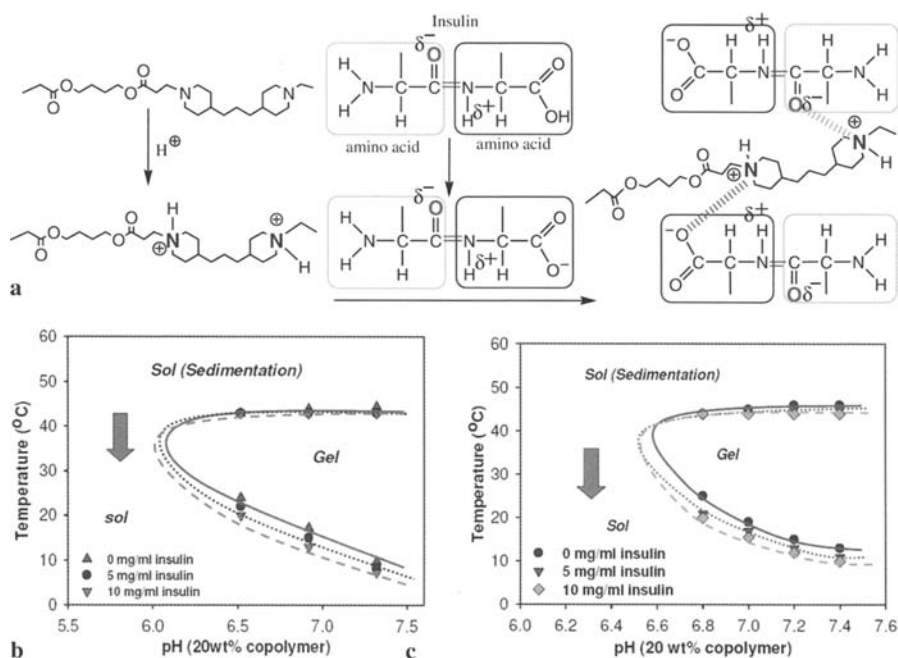 Insulin
amino acid amino acid
H⊕
a
Sol (Sedimentation)
Gel
sol
0 mg/ml insulin
5 mg/ml insulin
10 mg/ml insulin
Temperature (°C)
60
50
40
30
20
10
0
5.5 6.0 6.5 7.0 7.5
pH (20wt% copolymer)
b
Sol (Sedimentation)
Gel
Sol
0 mg/ml insulin
5 mg/ml insulin
10 mg/ml insulin
Temperature (°C)
60
50
40
30
20
10
0
6.0 6.2 6.4 6.6 6.8 7.0 7.2 7.4 7.6
pH (20 wt% copolymer)
c